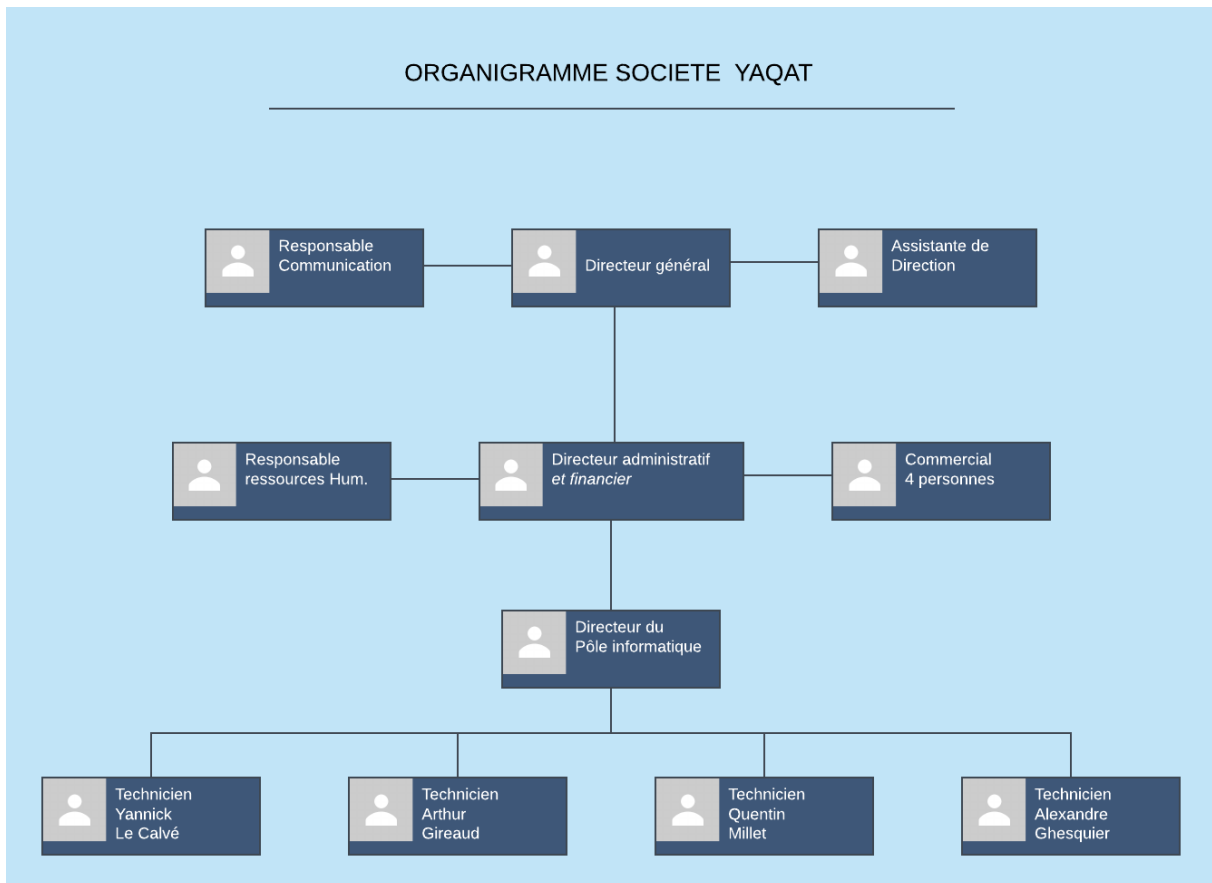 ORGANIGRAMME SOCIETE  YAQAT
Responsable
Communication
Directeur général
Assistante de
Direction
Responsable
ressources Hum.
Directeur administratif
et financier
Commercial
4 personnes
Directeur du
Pôle informatique
Technicien
Yannick
Le Calvé
Technicien
Arthur
Gireaud
Technicien
Quentin
Millet
Technicien
Alexandre
Ghesquier